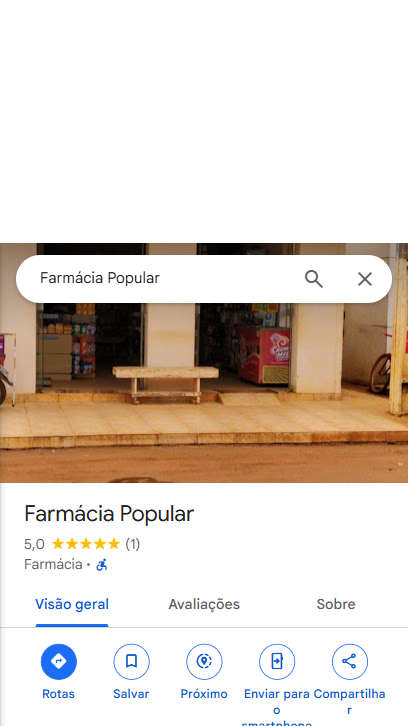 Farmácia Popular
Farmácia Popular
5,0 (1)
Farmácia ·
Visão geral Avaliações Sobre
Rotas Salvar Próximo Enviar para o smartphone Compartilhar